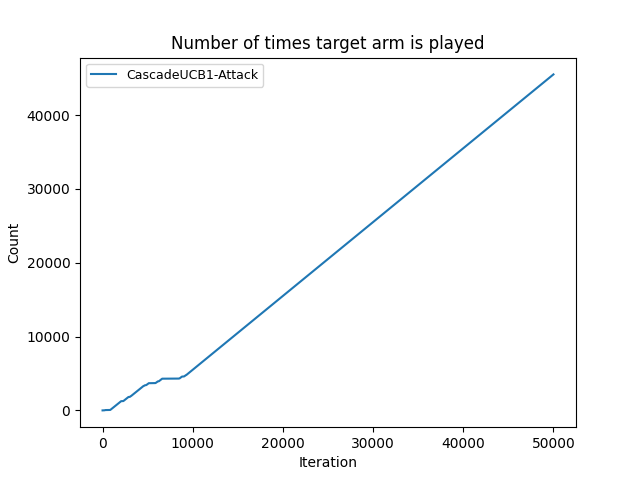 Number of times target arm is played
CascadeUCB1-Attack
Count
40000
30000
20000
10000
0
0 10000 20000 30000 40000 50000
Iteration